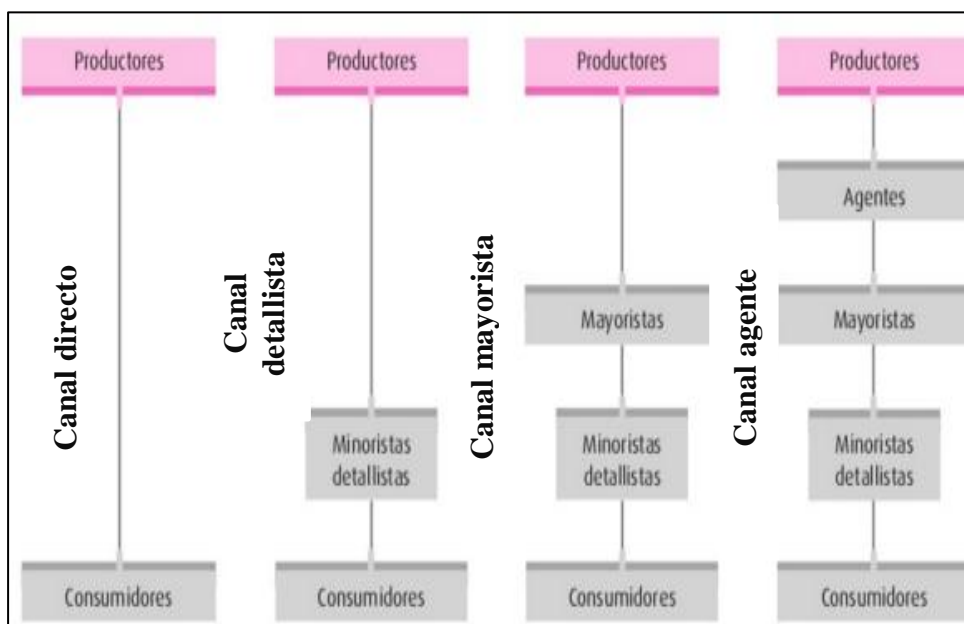 Productores
Productores
Productores
Productores
Agentes
Canal directo
Canal
detallista
Canal mayorista
Mayoristas
Canal agente
Mayoristas
Minoristas
detallistas
Minoristas
detallistas
Minoristas
detallistas
Consumidores
Consumidores
Consumidores
Consumidores